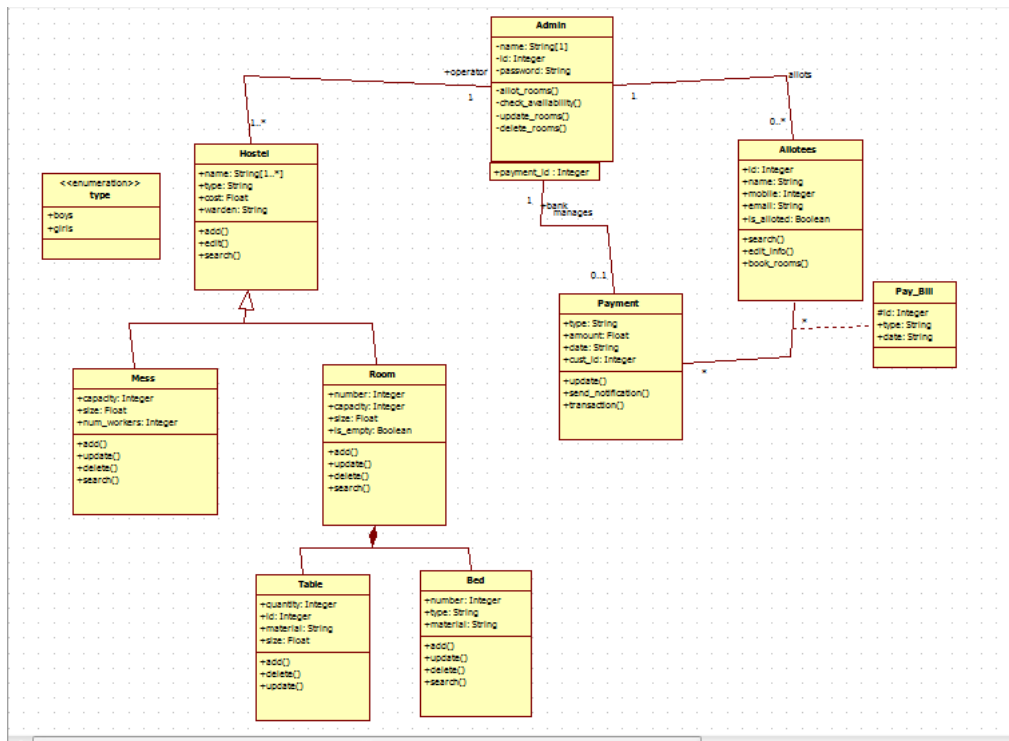 Admin
-name: String[1]
-id: Integer
-password: String
-allot_rooms()
-check_availability()
-update_rooms()
-delete_rooms()
+payment_id : Integer
+operator
1
1..*
1
allots
0..*
1
+bank
manages
0..1
Hostel
+name: String[1..*]
+type: String
+cost: Float
+warden: String
+add()
+edit()
+search()
<<enumeration>>
type
+boys
+girls
Allotees
+id: Integer
+name: String
+mobile: Integer
+email: String
+is_alloted: Boolean
+search()
+edit_info()
+book_rooms()
Pay_Bill
#id: Integer
+type: String
+date: String
*
*
Payment
+type: String
+amount: Float
+date: String
+cust_id: Integer
+update()
+send_notification()
+transaction()
Mess
+capacity: Integer
+size: Float
+num_workers: Integer
+add()
+update()
+delete()
+search()
Room
+number: Integer
+capacity: Integer
+size: Float
+is_empty: Boolean
+add()
+update()
+delete()
+search()
Table
+quantity: Integer
+id: Integer
+material: String
+size: Float
+add()
+delete()
+update()
Bed
+number: Integer
+type: String
+material: String
+add()
+update()
+delete()
+search()